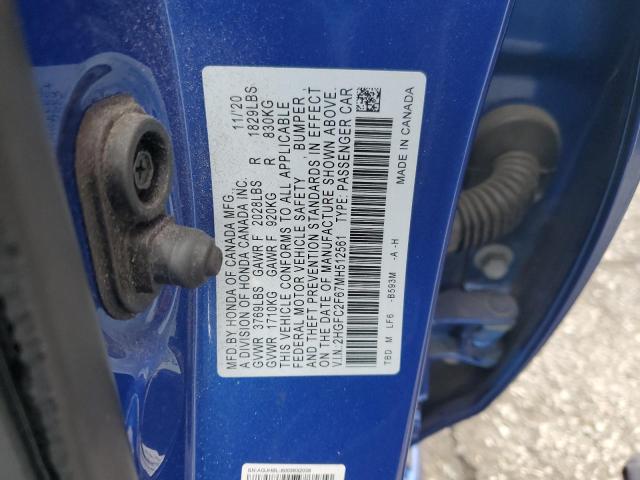 MFD.BY HONDA OF CANADA MFG. 11/20
A DIVISION OF HONDA CANADA INC.
GVWR 3769LBS GAWR F 2028LBS R 1829LBS
GVWR 1710KG GAWR F 920KG R 830KG
THIS VEHICLE CONFORMS TO ALL APPLICABLE
FEDERAL MOTOR VEHICLE SAFETY BUMPER,
AND THEFT PREVENTION STANDARDS IN EFFECT
ON THE DATE OF MANUFACTURE SHOWN ABOVE.
V.I.N.:2HGFC2F67MH512561 TYPE:PASSENGER CAR
TBD M LF6 -B593M -A -H
MADE IN CANADA